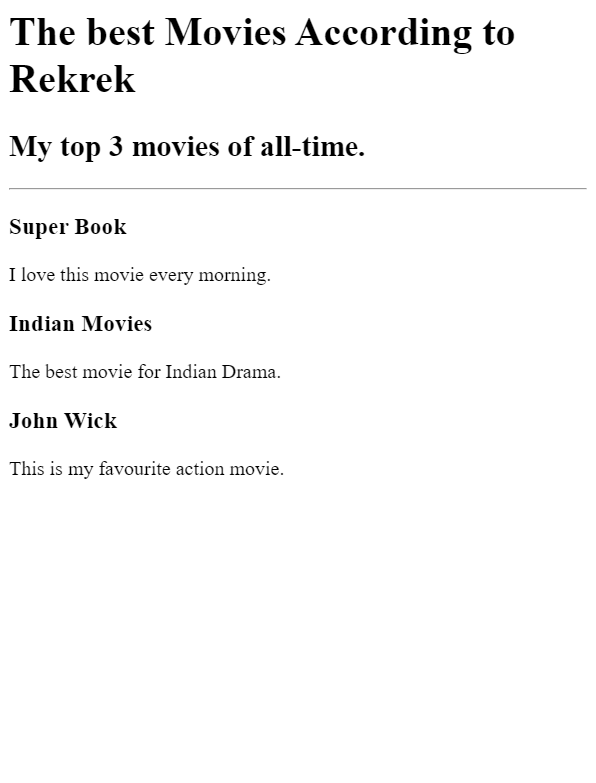 The best Movies According to
Rekrek
My top 3 movies of all-time.
Super Book
I love this movie every morning.
Indian Movies
The best movie for Indian Drama.
John Wick
This is my favourite action movie.